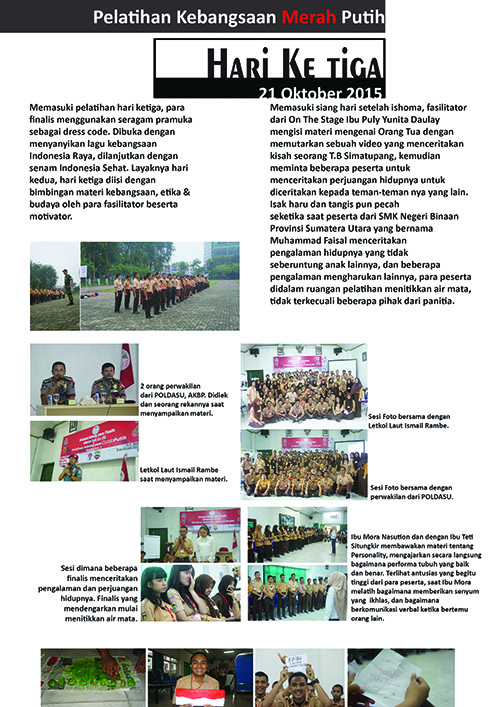 Pelatihan Kebangsaan Merah Putih
HARI KE TIGA
21 Oktober 2015
Memasuki pelatihan hari ketiga, para
finalis menggunakan seragam pramuka
sebagai dress code. Dibuka dengan
menyanyikan lagu kebangsaan
Indonesia Raya, dilanjutkan dengan
senam Indonesia Sehat. Layaknya hari
kedua, hari ketiga diisi dengan
bimbingan materi kebangsaan, etika &
budaya oleh para fasilitator beserta
motivator.
Memasuki siang hari setelah ishoma, fasilitator
dari On The Stage Ibu Puly Yunita Daulay
mengisi materi mengenai Orang Tua dengan
memutarkan sebuah video yang menceritakan
kisah seorang T.B Simatupang, kemudian
meminta beberapa peserta untuk
menceritakan perjuangan hidupnya untuk
diceritakan kepada teman-teman nya yang lain.
Isak haru dan tangis pun pecah
seketika saat peserta dari SMK Negeri Binaan
Provinsi Sumatera Utara yang bernama
Muhammad Faisal menceritakan
pengalaman hidupnya yang tidak
seberuntung anak lainnya, dan beberapa
pengalaman mengharukan lainnya, para peserta
didalam ruangan pelatihan menitikkan air mata,
tidak terkecuali beberapa pihak dari panitia.
2 orang perwakilan
dari POLDASU, AKBP. Didiek
dan seorang rekannya saat
menyampaikan materi.
Letkol Laut Ismail Rambe
saat menyampaikan materi.
Sesi Foto bersama dengan
Letkol Laut Ismail Rambe.
Sesi Foto bersama dengan
perwakilan dari POLDASU.
Sesi dimana beberapa
finalis menceritakan
pengalaman dan perjuangan
hidupnya. Finalis yang
mendengarkan mulai
menitikkan air mata.
Ibu Mora Nasution dan dengan Ibu Teti
Situngkir membawakan materi tentang
Personality, mengajarkan secara langsung
bagaimana performa tubuh yang baik
dan benar. Terlihat antusias yang begitu
tinggi dari para peserta, saat Ibu Mora
melatih bagaimana memberikan senyum
yang ikhlas, dan bagaimana
berkomunikasi verbal ketika bertemu
orang lain.